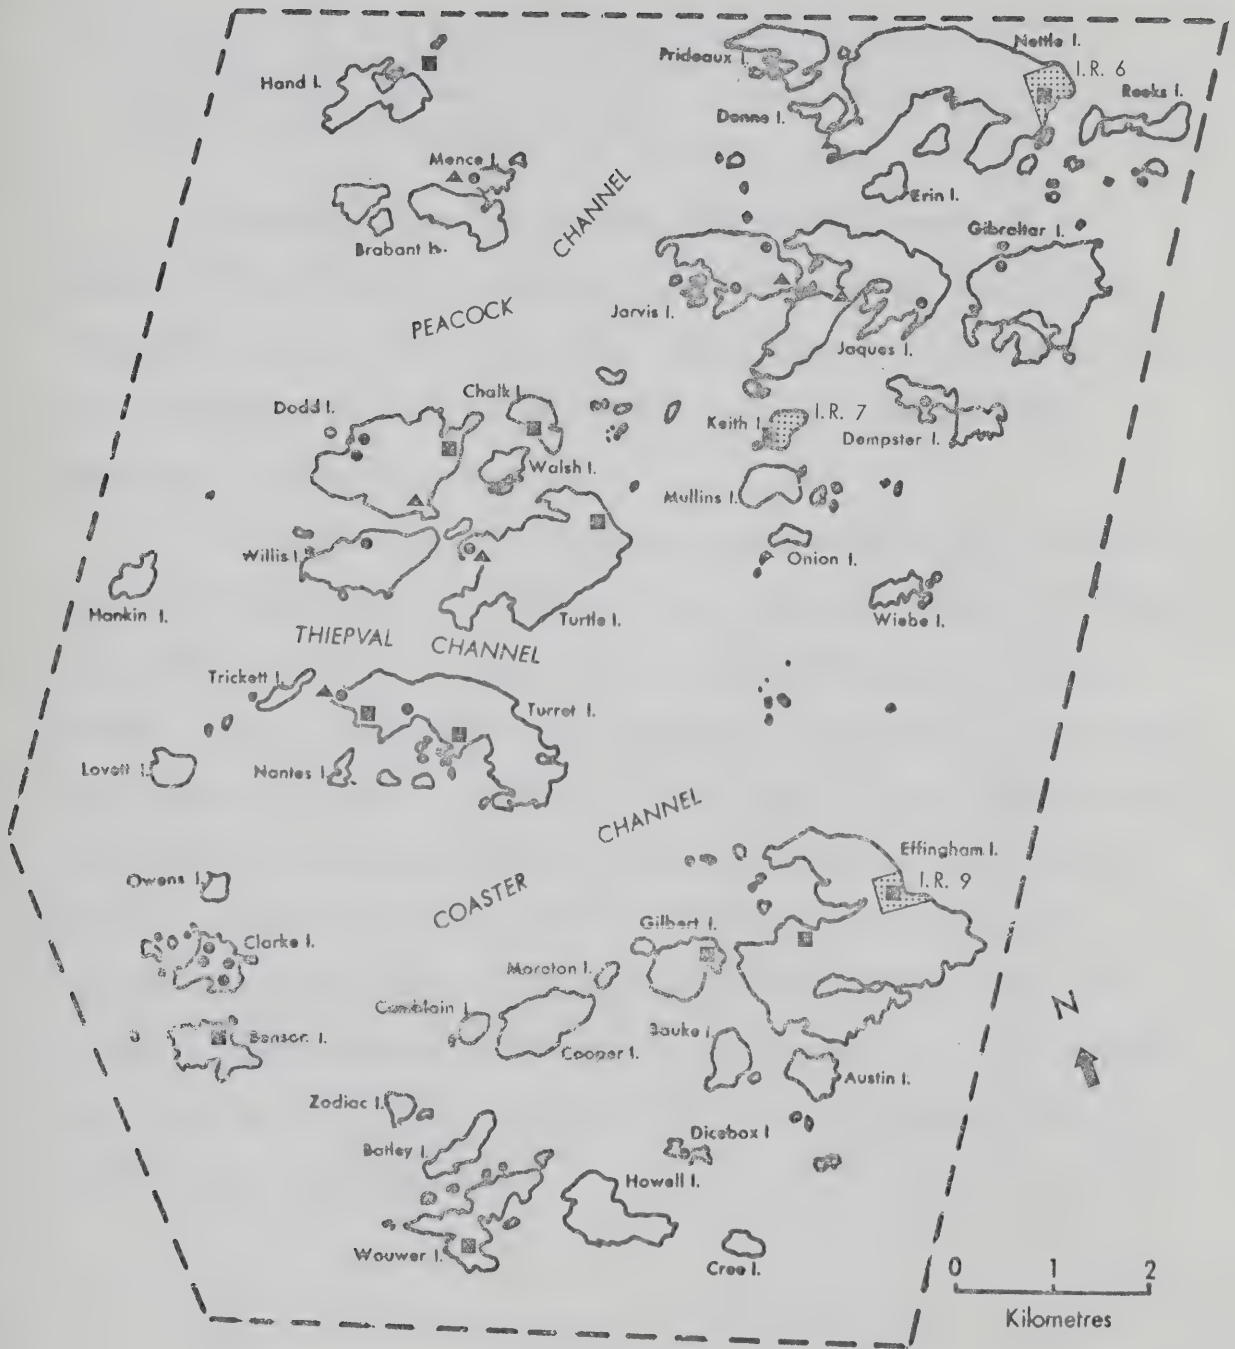 Prideaux I.
Nettle I.
I.R. 6
Hand I.
Reeks I.
Donne I.
Mence I.
CHANNEL
Erin I.
Brabant Is.
Gibraltar I.
PEACOCK
Jarvis I.
Jaques I.
Chalk I.
Dodd I.
Keith I.
I.R. 7
Dempster I.
Walsh I.
Mullins I.
Willis I.
Onion I.
Hankin I.
Turtle I.
Wiebe I.
THIEPVAL CHANNEL
Trickett I.
Turret I.
Lovett I.
Nantes I.
CHANNEL
Effingham I.
Owens I.
I.R. 9
COASTER
Gilbert I.
Clarke I.
Moreton I.
N
Camblain I.
Bauke I.
Benson I.
Cooper I.
Austin I.
Zodiac I.
Batley I.
Dicebox I
Howell I.
Wouwer I.
Cree I.
0 1 2
Kilometres